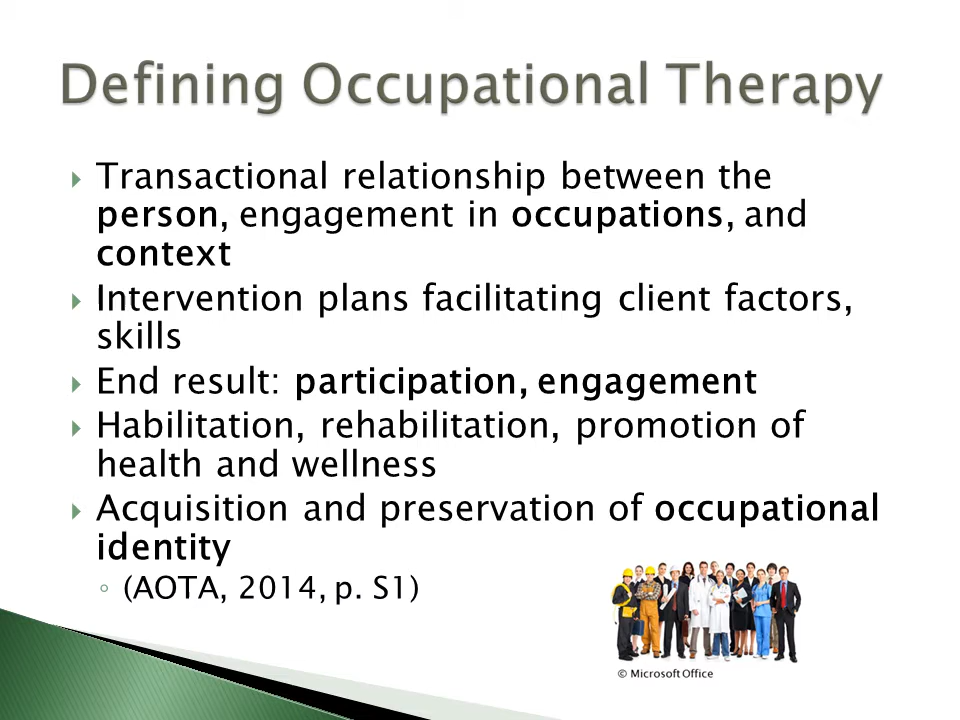 Defining Occupational Therapy
Transactional relationship between the
person, engagement in occupations, and
context
Intervention plans facilitating client factors,
skills
End result: participation, engagement
Habilitation, rehabilitation, promotion of
health and wellness
Acquisition and preservation of occupational
identity
(AOTA, 2014, p. S1)
© Microsoft Office